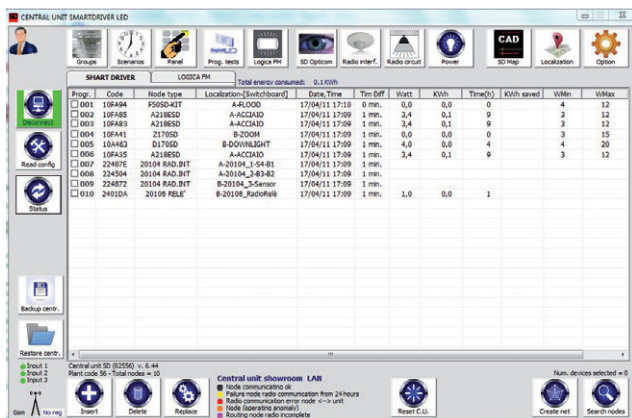 CENTRAL UNIT SMARTDRIVER LED
Groups Scenarios Panel Prog. tests Logica FM SD Opticom Radio interf. Radio circuit Power SD Map Localization Option
CAD
SMART DRIVER LOGICA FM Total energy consumed: 0.1KWh
Progr. Code Node type Localization-[Switchboard] Date,Time Tim Diff Watt KWh Time(h) KWh saved WMin WMax
001 10FA94 F50SD-KIT A-FLOOD 17/04/11 17:10 0 min. 0,0 0,0 0 4 12
002 10FA85 A218ESD A-ACCIAIO 17/04/11 17:09 1 min. 3,4 0,1 9 3 12
003 10FA83 A218ESD A-ACCIAIO 17/04/11 17:09 1 min. 3,4 0,1 9 3 12
004 10FA41 Z170SD B-ZOOM 17/04/11 17:09 1 min. 0,0 0,0 0 3 15
005 10A463 D170SD B-DOWNLIGHT 17/04/11 17:09 1 min. 4,7 0,0 4 4 20
006 10FA35 A218ESD A-ACCIAIO 17/04/11 17:09 1 min. 3,4 0,1 9 3 12
007 22487E 20104 RAD.INT A-20104_1-S4-B1 17/04/11 17:09 1 min.
008 224504 20104 RAD.INT A-20104_2-B3-B2 17/04/11 17:09 1 min.
009 224872 20104 RAD.INT B-20104_3-Sensor 17/04/11 17:09 1 min.
010 2401DA 20108 RELE' B-20108_RadioRelè 17/04/11 17:09 1 min. 1,0 0,0 1
Disconnect
Read config
Status
Backup centr.
Restore centr.
Input 1
Input 2
Input 3
Gsm No reg
Central unit SD (62556) v. 6.44
Plant code 56 - Total nodes = 10
Num. devices selected = 0
Insert Delete Replace
Central unit showroom LAN
Node communicating ok
Failure node radio communication from 24 hours
Radio communication error node <--> unit
Node (operating anomaly)
Routing node radio incomplete
Reset C.U. Create net Search nodes